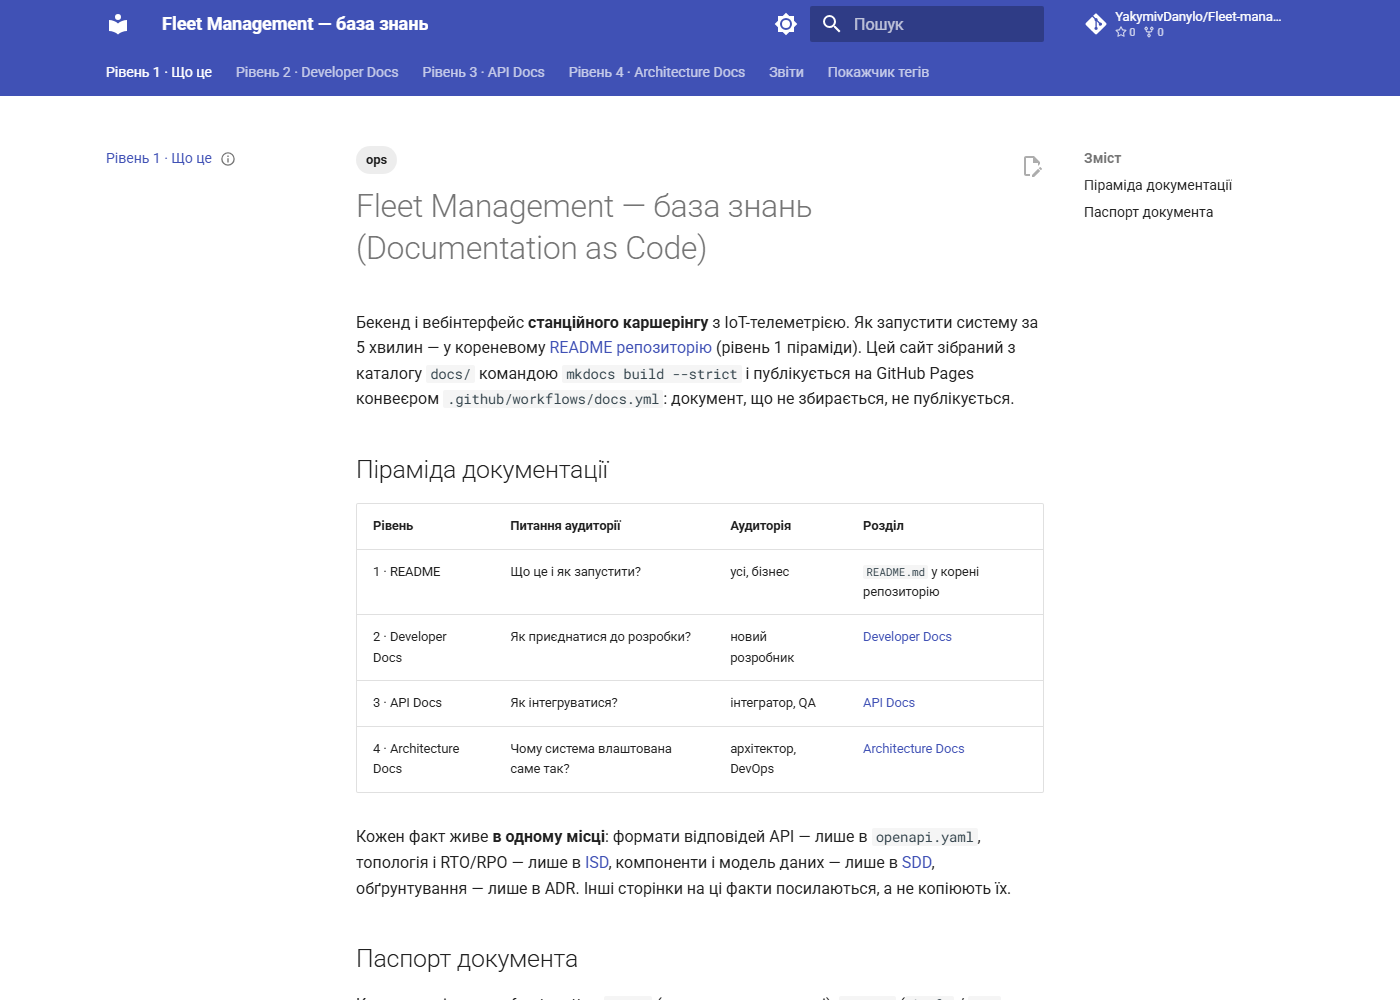 Fleet Management — база знань
Пошук
YakymivDanylo/Fleet-mana…
0 0
Рівень 1 · Що це Рівень 2 · Developer Docs Рівень 3 · API Docs Рівень 4 · Architecture Docs Звіти Покажчик тегів
Рівень 1 · Що це
ops
Fleet Management — база знань
(Documentation as Code)
Бекенд і вебінтерфейс станційного каршерінгу з IoT-телеметрією. Як запустити систему за
5 хвилин — у кореневому README репозиторію (рівень 1 піраміди). Цей сайт зібраний з
каталогу docs/ командою mkdocs build --strict і публікується на GitHub Pages
конвеєром .github/workflows/docs.yml: документ, що не збирається, не публікується.
Піраміда документації
Рівень Питання аудиторії Аудиторія Розділ
1 · README Що це і як запустити? усі, бізнес README.md у корені
репозиторію
2 · Developer Як приєднатися до розробки? новий Developer Docs
Docs розробник
3 · API Docs Як інтегруватися? інтегратор, QA API Docs
4 · Architecture Чому система влаштована архітектор, Architecture Docs
Docs саме так? DevOps
Кожен факт живе в одному місці: формати відповідей API — лише в openapi.yaml,
топологія і RTO/RPO — лише в ISD, компоненти і модель даних — лише в SDD,
обґрунтування — лише в ADR. Інші сторінки на ці факти посилаються, а не копіюють їх.
Паспорт документа
Зміст
Піраміда документації
Паспорт документа